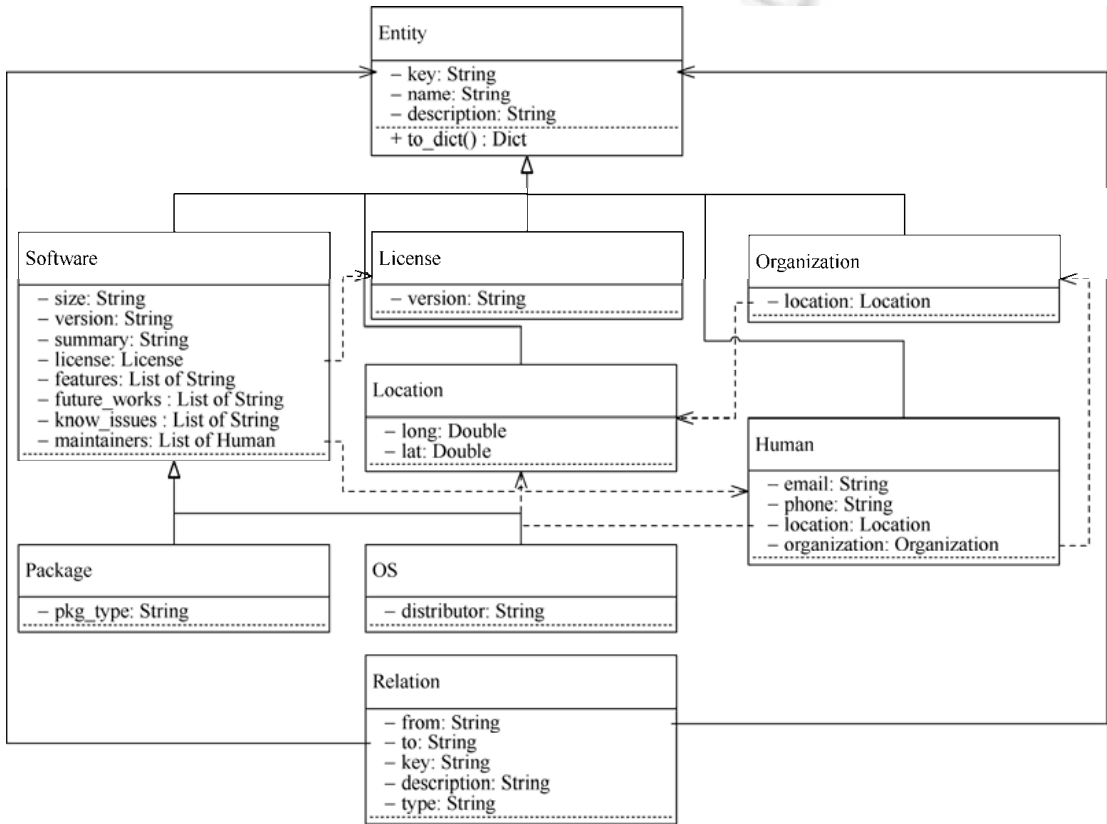 Entity
– key: String
– name: String
– description: String
+ to_dict() : Dict
Software
– size: String
– version: String
– summary: String
– license: License
– features: List of String
– future_works : List of String
– know_issues : List of String
– maintainers: List of Human
License
– version: String
Organization
– location: Location
Location
– long: Double
– lat: Double
Human
– email: String
– phone: String
– location: Location
– organization: Organization
Package
– pkg_type: String
OS
– distributor: String
Relation
– from: String
– to: String
– key: String
– description: String
– type: String